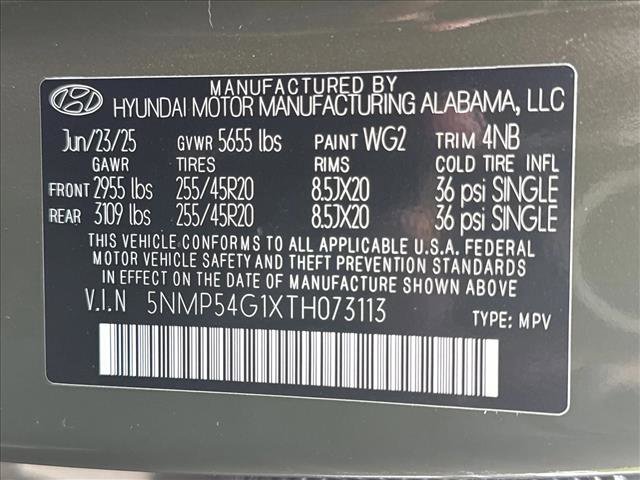 MANUFACTURED BY
HYUNDAI MOTOR MANUFACTURING ALABAMA, LLC
Jun/23/25 GVWR 5655 lbs PAINT WG2 TRIM 4NB
GAWR TIRES RIMS COLD TIRE INFL
FRONT 2955 lbs 255/45R20 8.5JX20 36 psi SINGLE
REAR 3109 lbs 255/45R20 8.5JX20 36 psi SINGLE
THIS VEHICLE CONFORMS TO ALL APPLICABLE U.S.A. FEDERAL
MOTOR VEHICLE SAFETY AND THEFT PREVENTION STANDARDS
IN EFFECT ON THE DATE OF MANUFACTURE SHOWN ABOVE
V.I.N 5NMP54G1XTH073113 TYPE: MPV